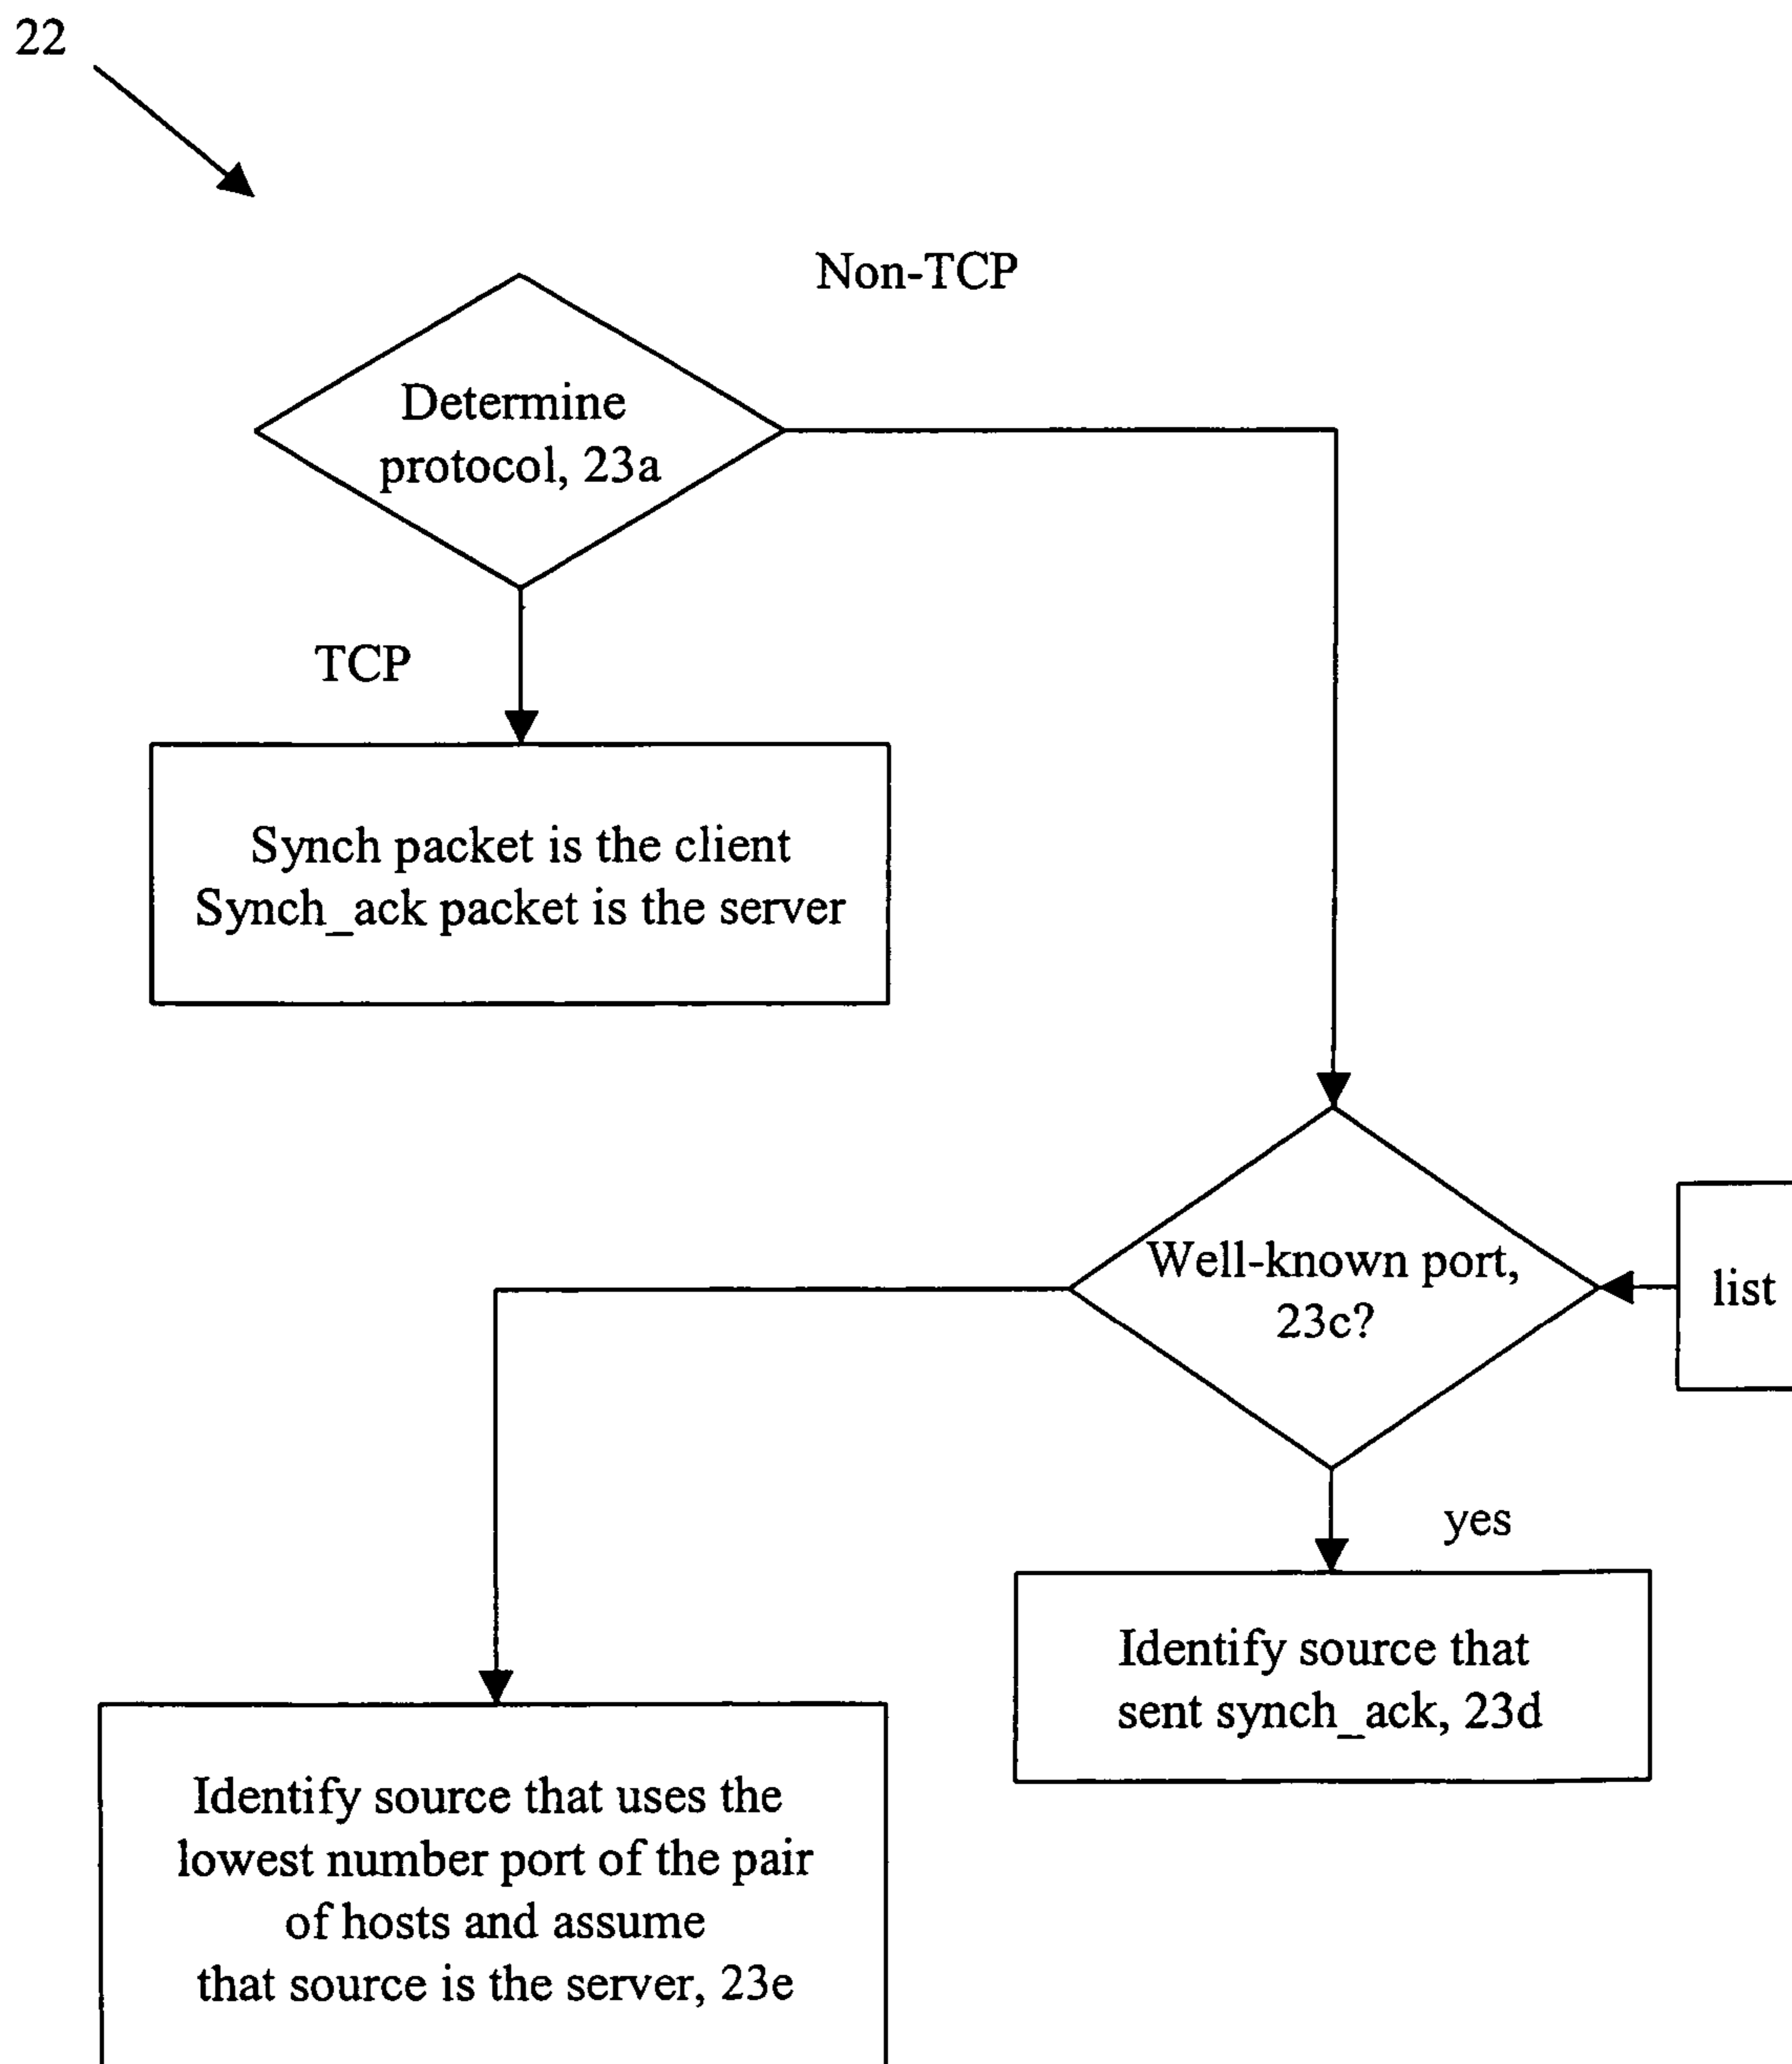 22
Non-TCP
Determine
protocol, 23a
TCP
Synch packet is the client
Synch_ack packet is the server
Well-known port,
23c?
list
yes
Identify source that
sent synch_ack, 23d
Identify source that uses the
lowest number port of the pair
of hosts and assume
that source is the server, 23e